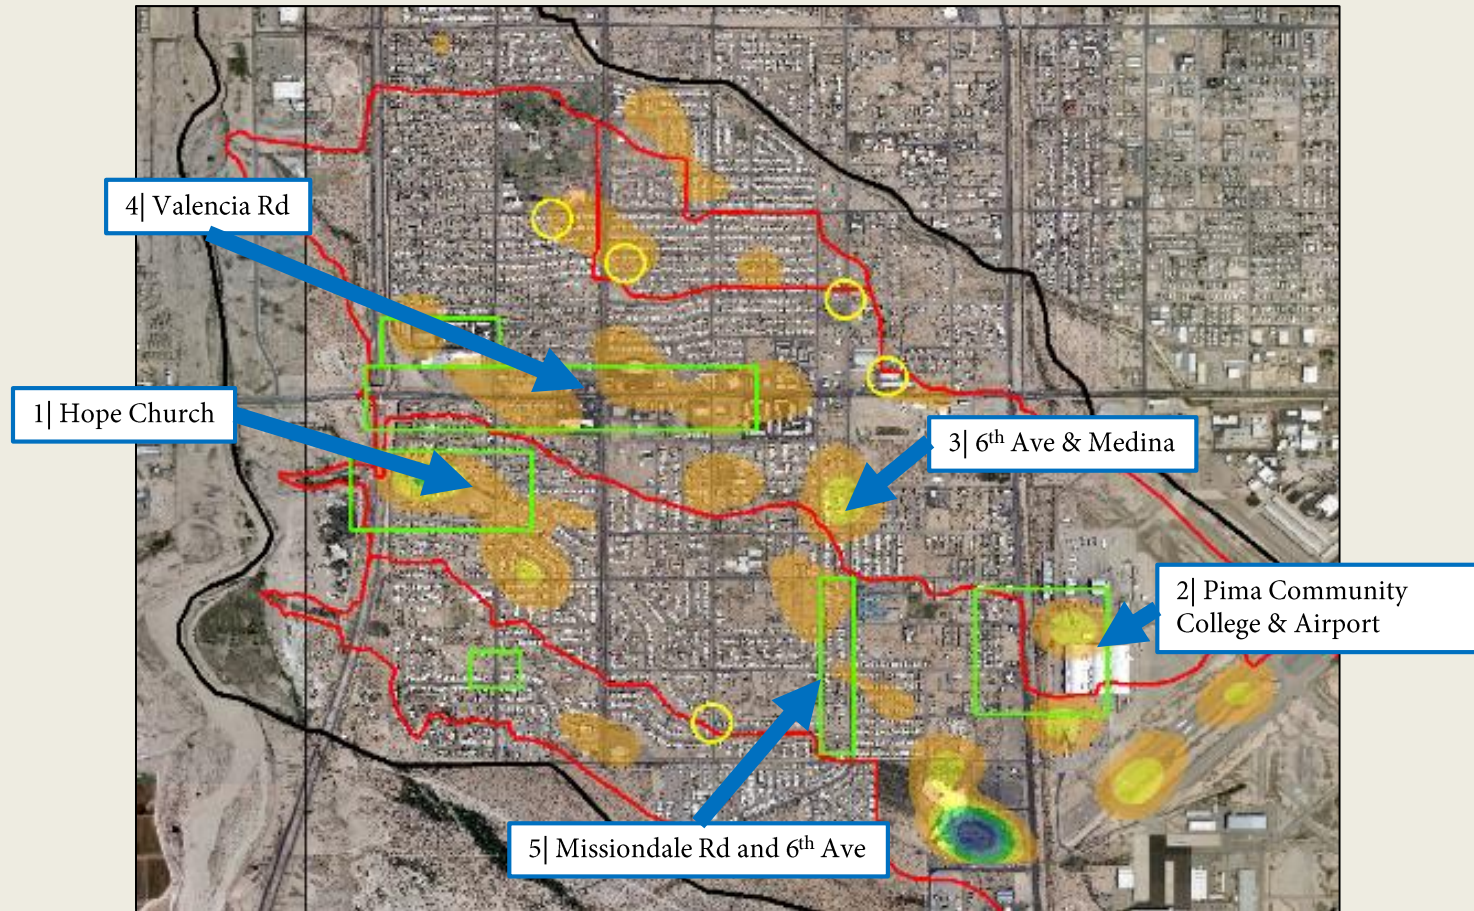 4| Valencia Rd
1| Hope Church
3| 6th Ave & Medina
2| Pima Community
College & Airport
5| Missiondale Rd and 6th Ave